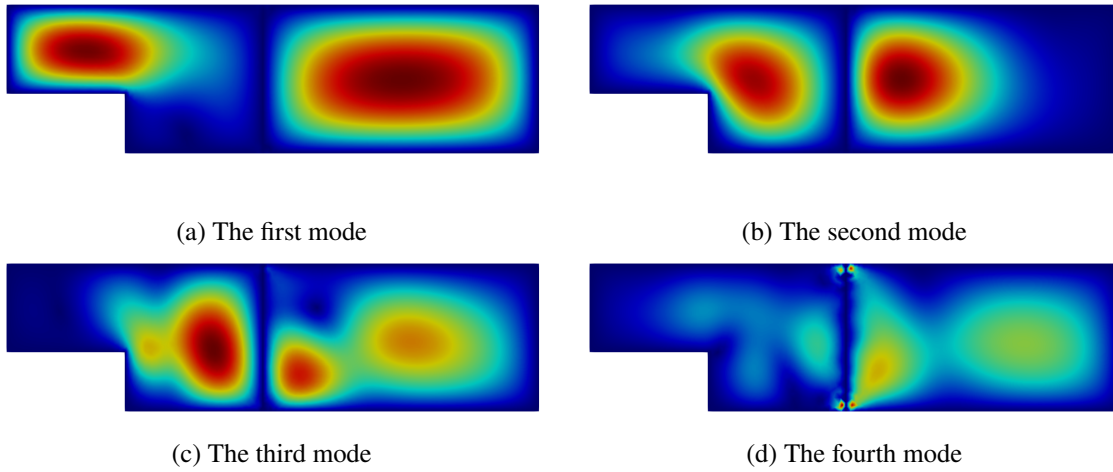 (a) The first mode
(b) The second mode
(c) The third mode
(d) The fourth mode